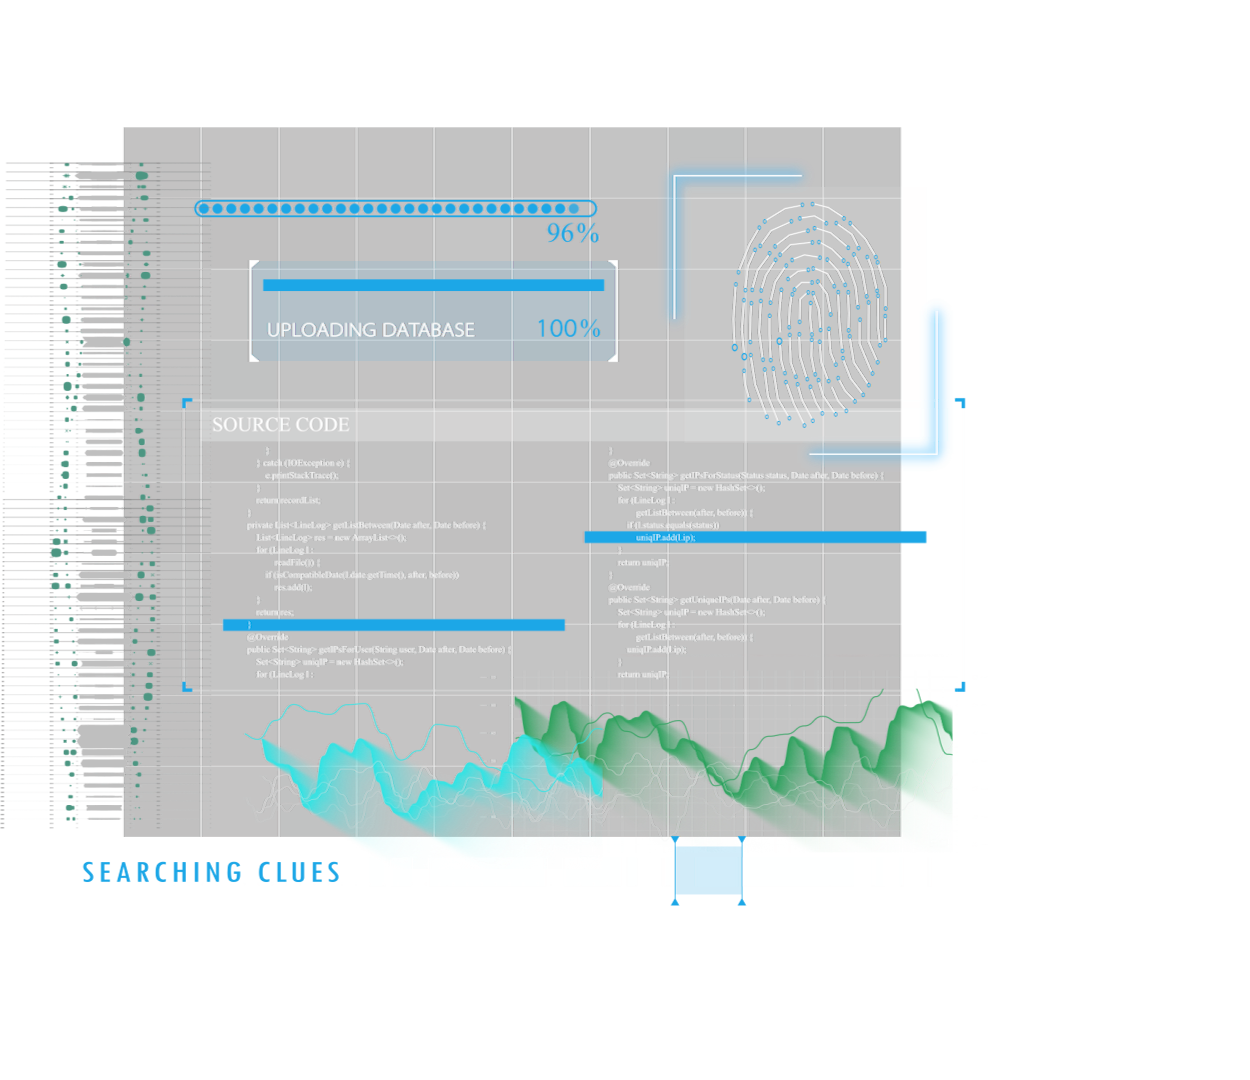 96%
UPLOADING DATABASE 100%
SOURCE CODE
}
} catch (IOException e) {
e.printStackTrace();
}
return recordList;
}
private List<LineLog> getListBetween(Date after, Date before) {
List<LineLog> res = new ArrayList<>();
for (LineLog l :
readFile()) {
if (isCompatibleDate(l.date.getTime(), after, before))
res.add(l);
}
return res;
}
@Override
public Set<String> getIPsForUser(String user, Date after, Date before) {
Set<String> uniqIP = new HashSet<>();
for (LineLog l :
}
@Override
public Set<String> getIPsForStatus(Status status, Date after, Date before) {
Set<String> uniqIP = new HashSet<>();
for (LineLog l :
getListBetween(after, before)) {
if (l.status.equals(status))
uniqIP.add(l.ip);
}
return uniqIP;
}
@Override
public Set<String> getUniqueIPs(Date after, Date before) {
Set<String> uniqIP = new HashSet<>();
for (LineLog l :
getListBetween(after, before)) {
uniqIP.add(l.ip);
}
return uniqIP;
SEARCHING CLUES